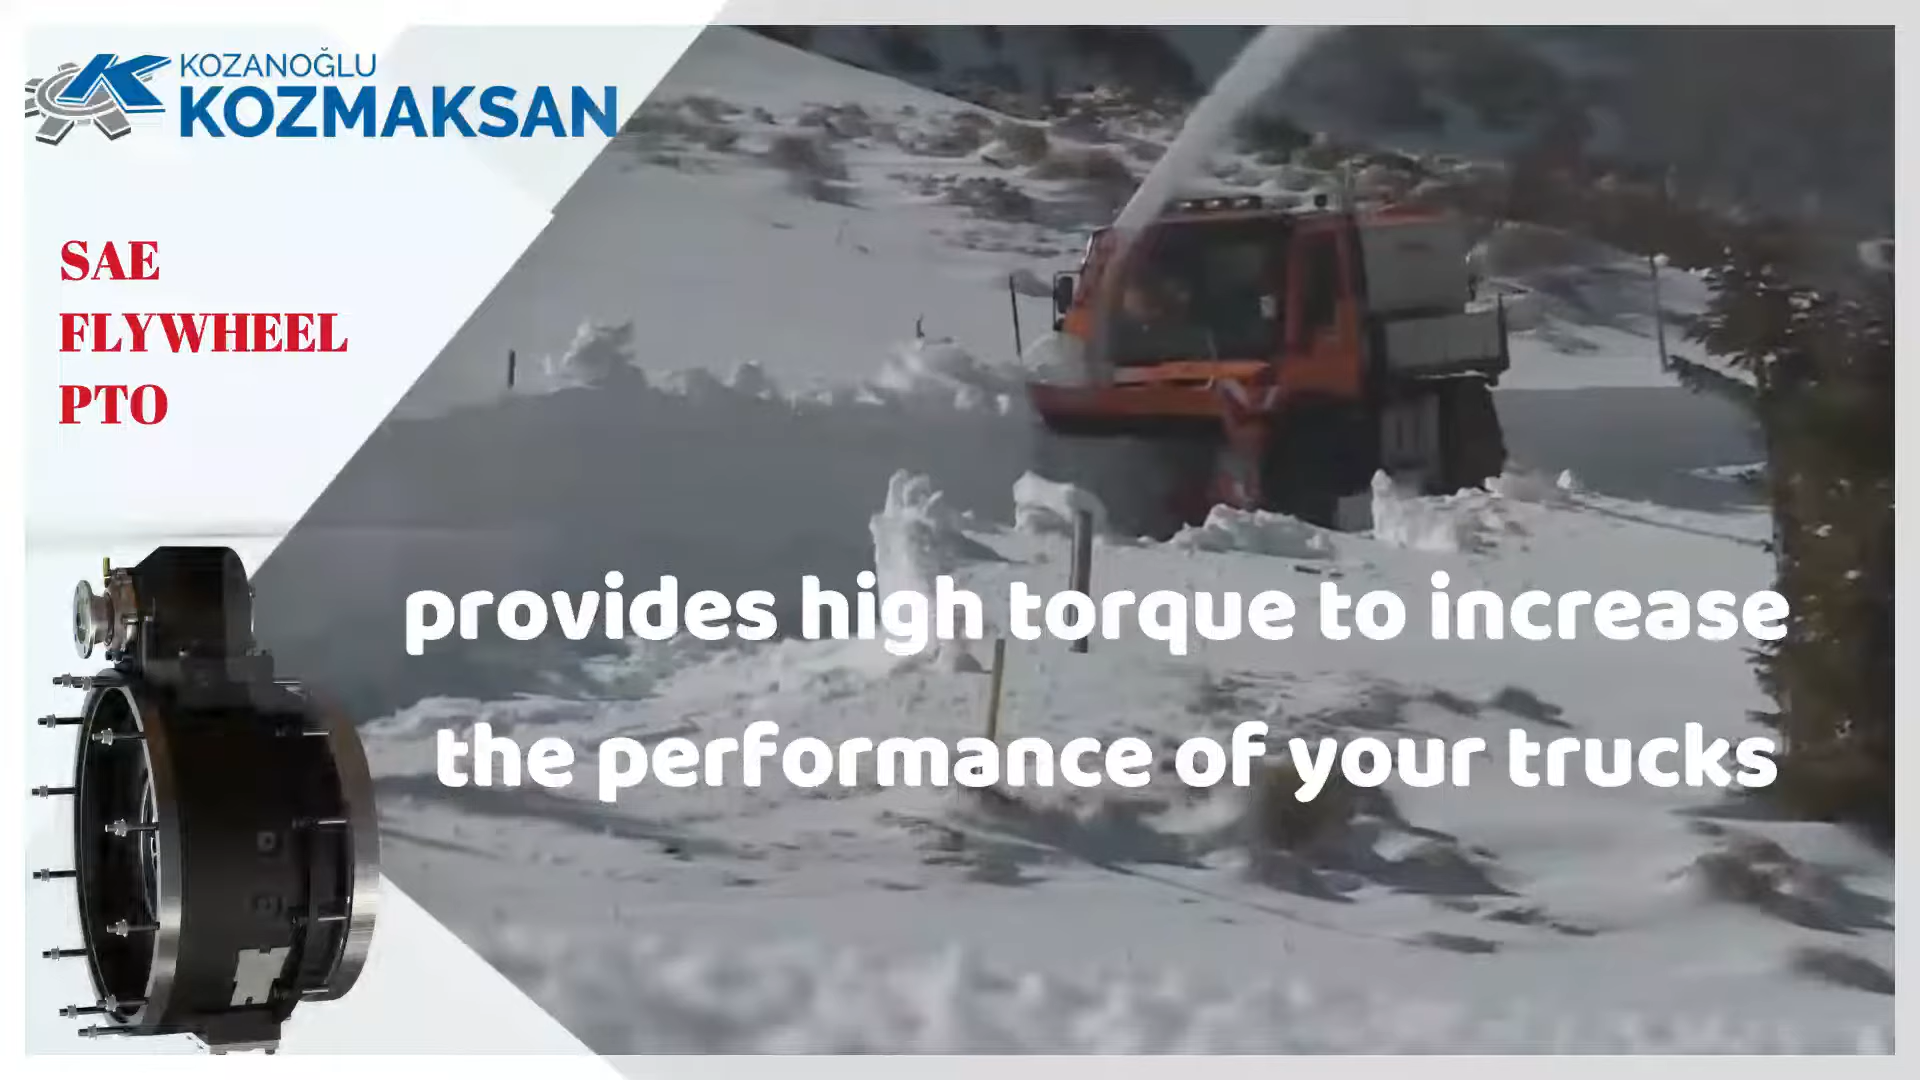 KOZANOĞLU
KOZMAKSAN
SAE
FLYWHEEL
PTO
provides high torque to increase
the performance of your trucks